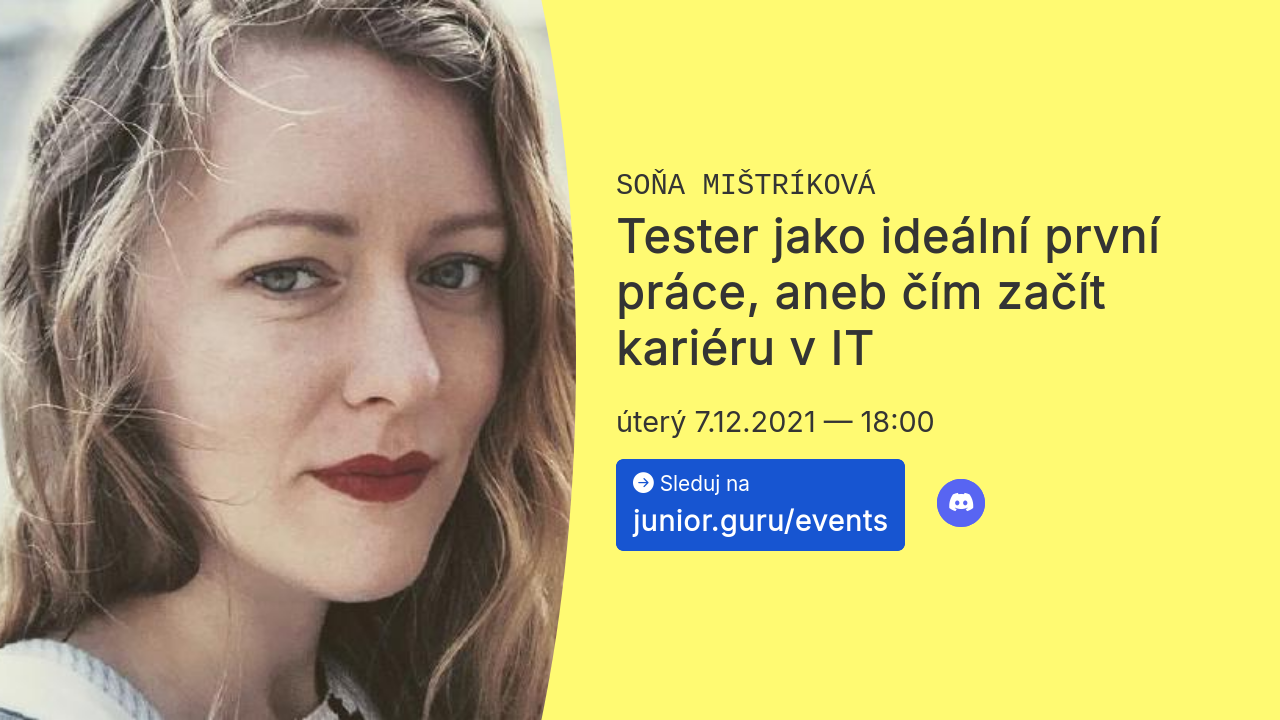 SOŇA MIŠTRÍKOVÁ
Tester jako ideální první
práce, aneb čím začít
kariéru v IT
úterý 7.12.2021 — 18:00
Sleduj na
junior.guru/events